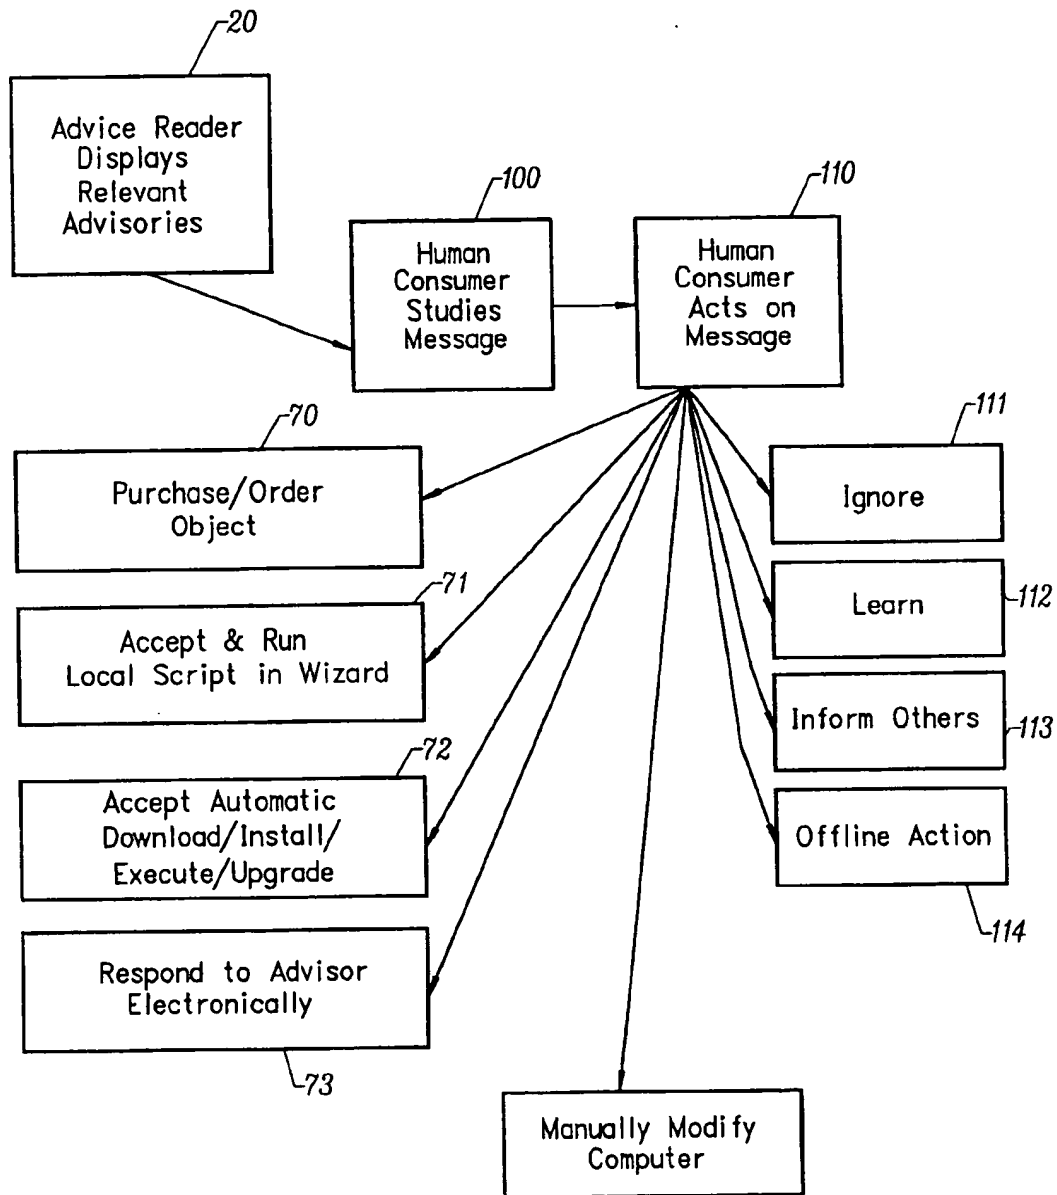 20
Advice Reader
Displays
Relevant
Advisories
100
Human
Consumer
Studies
Message
110
Human
Consumer
Acts on
Message
70
Purchase/Order
Object
71
Accept & Run
Local Script in Wizard
72
Accept Automatic
Download/Install/
Execute/Upgrade
Respond to Advisor
Electronically
73
111
Ignore
Learn
112
Inform Others
113
Offline Action
114
Manually Modify
Computer